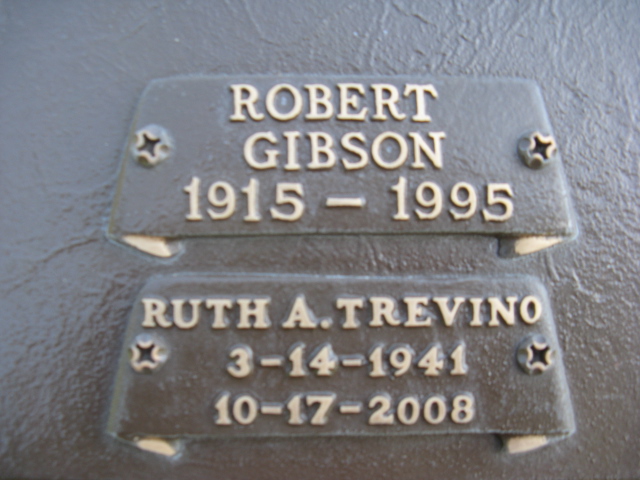 ROBERT
GIBSON
1915 – 1995
RUTH A. TREVINO
3-14-1941
10-17-2008